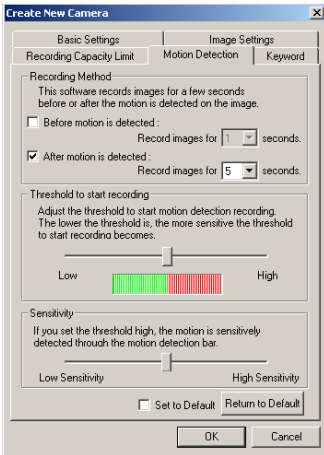 Create New Camera
Basic Settings Image Settings
Recording Capacity Limit Motion Detection Keyword
Recording Method
This software records images for a few seconds
before or after the motion is detected on the image.
Before motion is detected :
Record images for 1 seconds.
After motion is detected :
Record images for 5 seconds.
Threshold to start recording
Adjust the threshold to start motion detection recording.
The lower the threshold is, the more sensitive the threshold
to start recording becomes.
Low High
Sensitivity
If you set the threshold high, the motion is sensitively
detected through the motion detection bar.
Low Sensitivity High Sensitivity
Set to Default Return to Default
OK Cancel